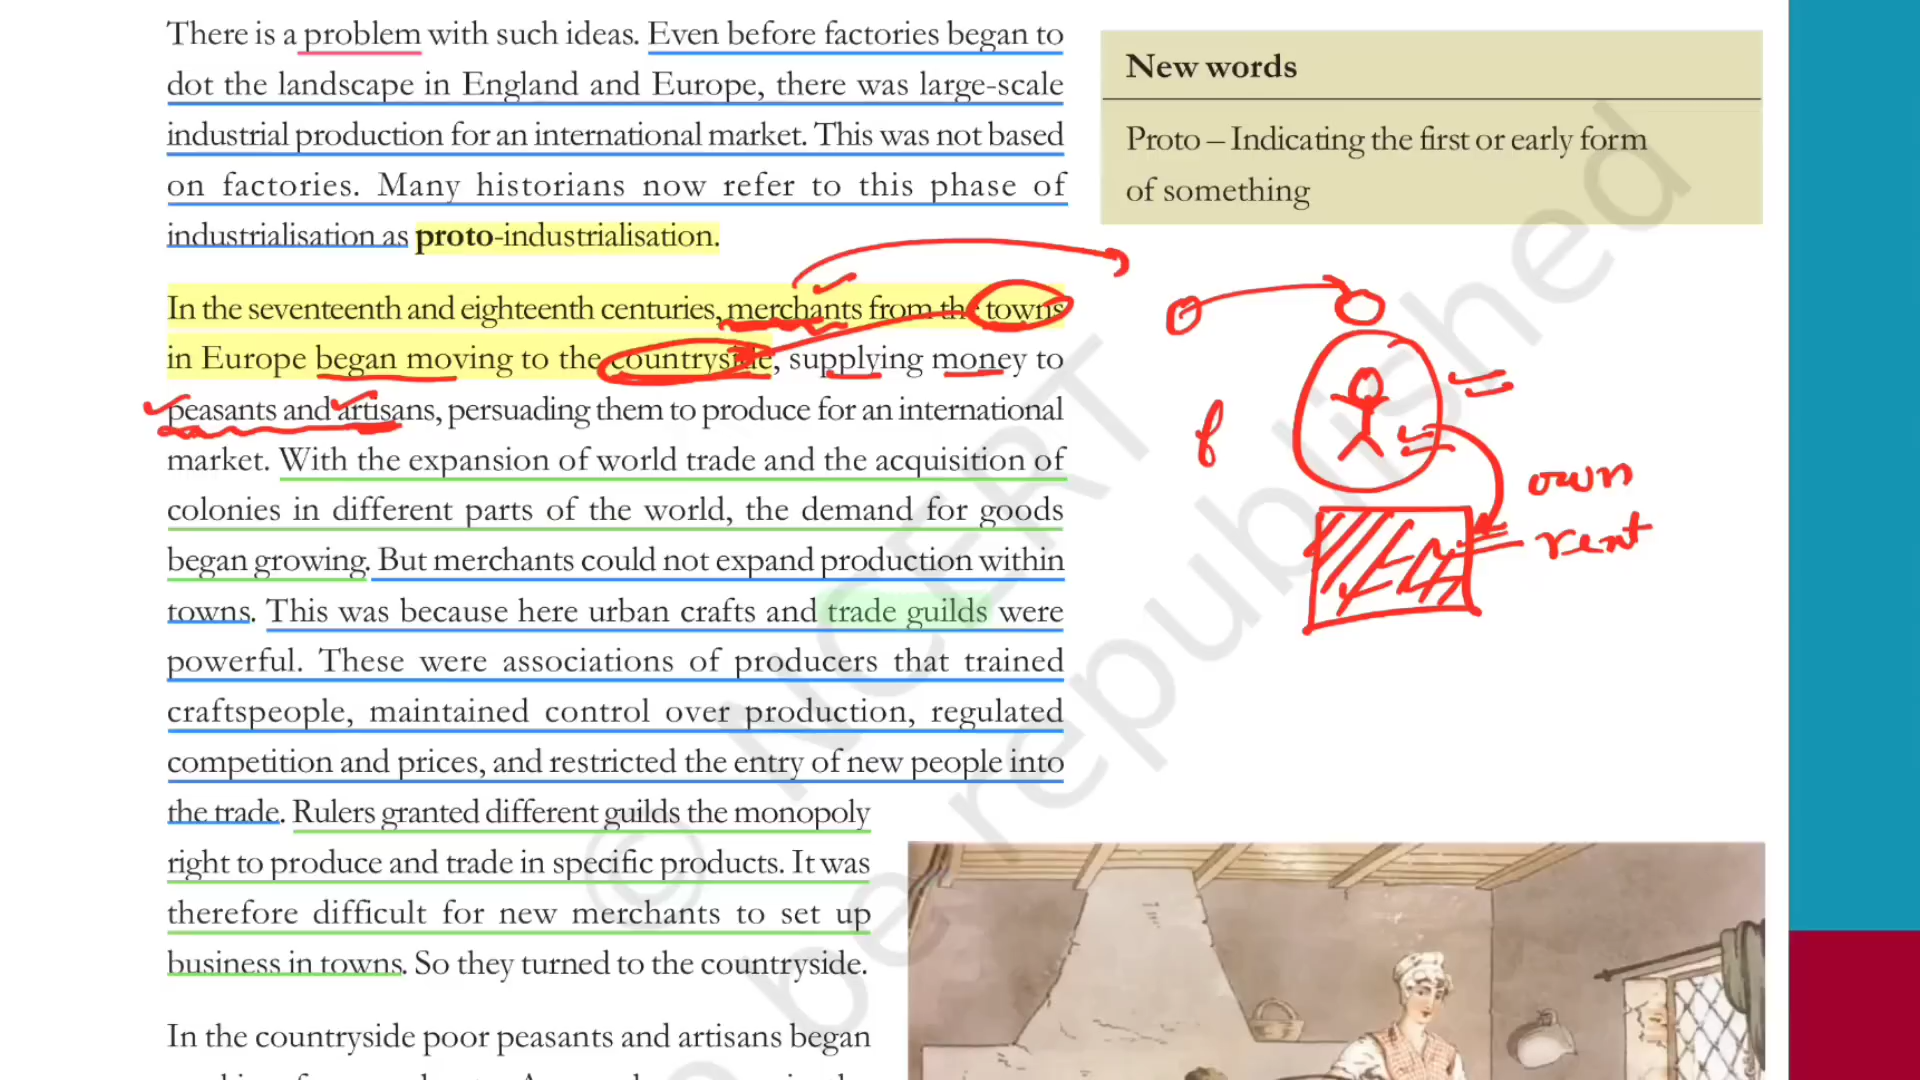 There is a problem with such ideas. Even before factories began to
dot the landscape in England and Europe, there was large-scale
industrial production for an international market. This was not based
on factories. Many historians now refer to this phase of
industrialisation as proto-industrialisation.
In the seventeenth and eighteenth centuries, merchants from the towns
in Europe began moving to the countryside, supplying money to
peasants and artisans, persuading them to produce for an international
market. With the expansion of world trade and the acquisition of
colonies in different parts of the world, the demand for goods
began growing. But merchants could not expand production within
towns. This was because here urban crafts and trade guilds were
powerful. These were associations of producers that trained
craftspeople, maintained control over production, regulated
competition and prices, and restricted the entry of new people into
the trade. Rulers granted different guilds the monopoly
right to produce and trade in specific products. It was
therefore difficult for new merchants to set up
business in towns. So they turned to the countryside.
In the countryside poor peasants and artisans began
New words
Proto – Indicating the first or early form
of something
own
rent
© NCERT
be republished